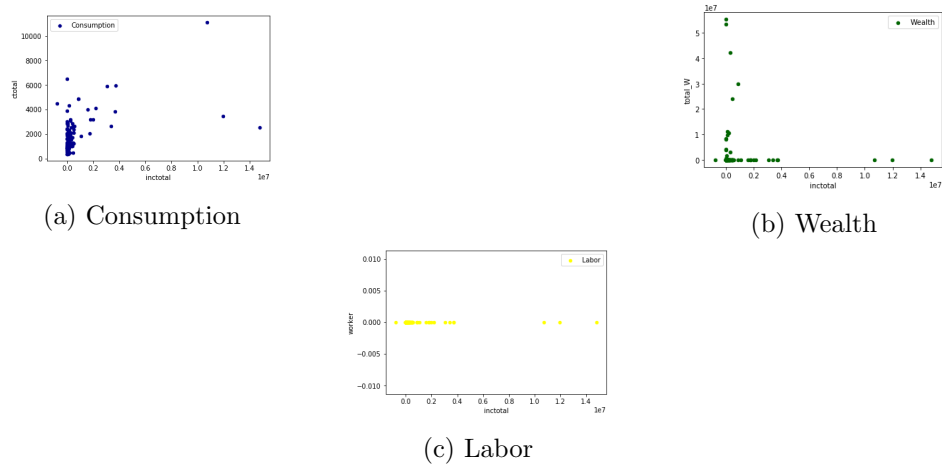 Consumption
10000
8000
6000
4000
2000
0
ctotal
0.0 0.2 0.4 0.6 0.8 1.0 1.2 1.4
inctotal
1e7
(a) Consumption
1e7
Wealth
5
4
3
2
1
0
total_W
0.0 0.2 0.4 0.6 0.8 1.0 1.2 1.4
inctotal
1e7
(b) Wealth
Labor
0.010
0.005
0.000
−0.005
−0.010
worker
0.0 0.2 0.4 0.6 0.8 1.0 1.2 1.4
inctotal
1e7
(c) Labor